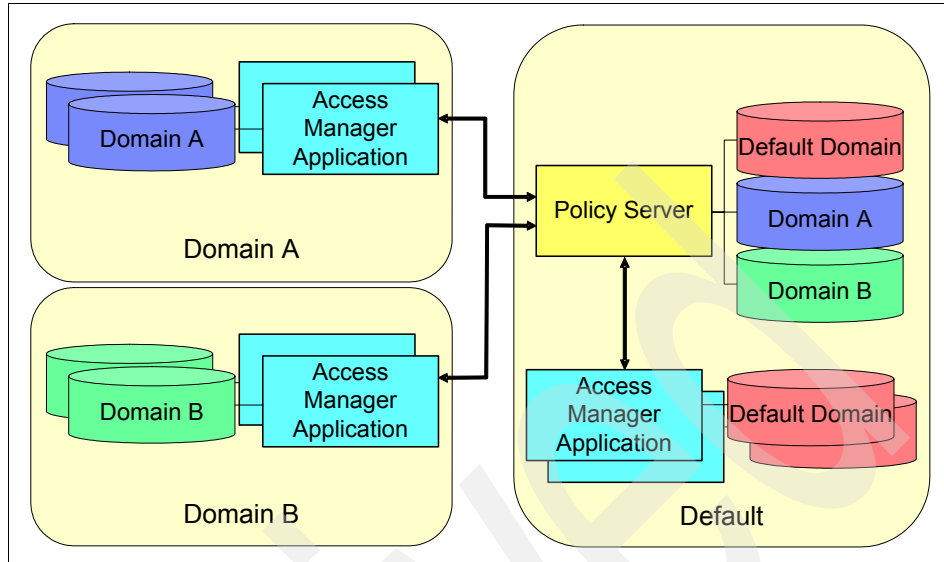 Domain A
Access
Manager
Application
Domain A
Domain B
Access
Manager
Application
Domain B
Policy Server
Default Domain
Domain A
Domain B
Access
Manager
Application
Default Domain
Default